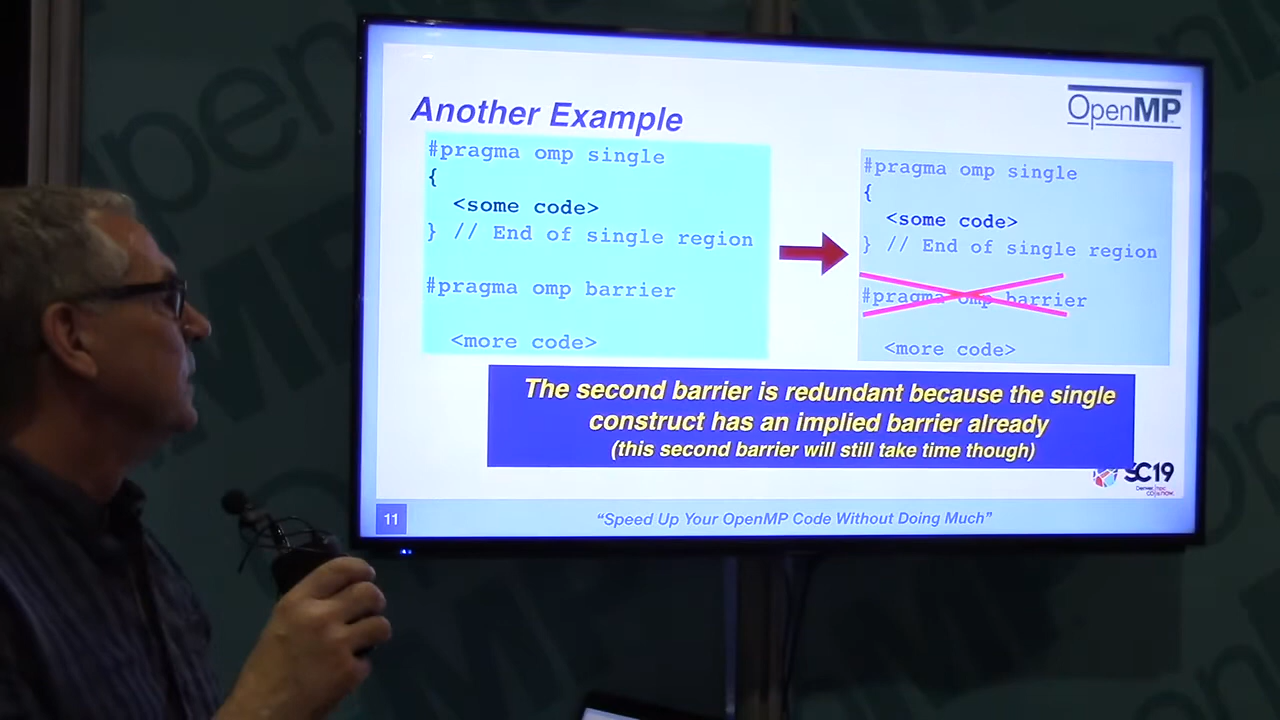 Another Example
OpenMP
#pragma omp single
{
<some code>
} // End of single region
#pragma omp barrier
<more code>
#pragma omp single
{
<some code>
} // End of single region
#pragma omp barrier
<more code>
The second barrier is redundant because the single
construct has an implied barrier already
(this second barrier will still take time though)
SC19
11
“Speed Up Your OpenMP Code Without Doing Much”